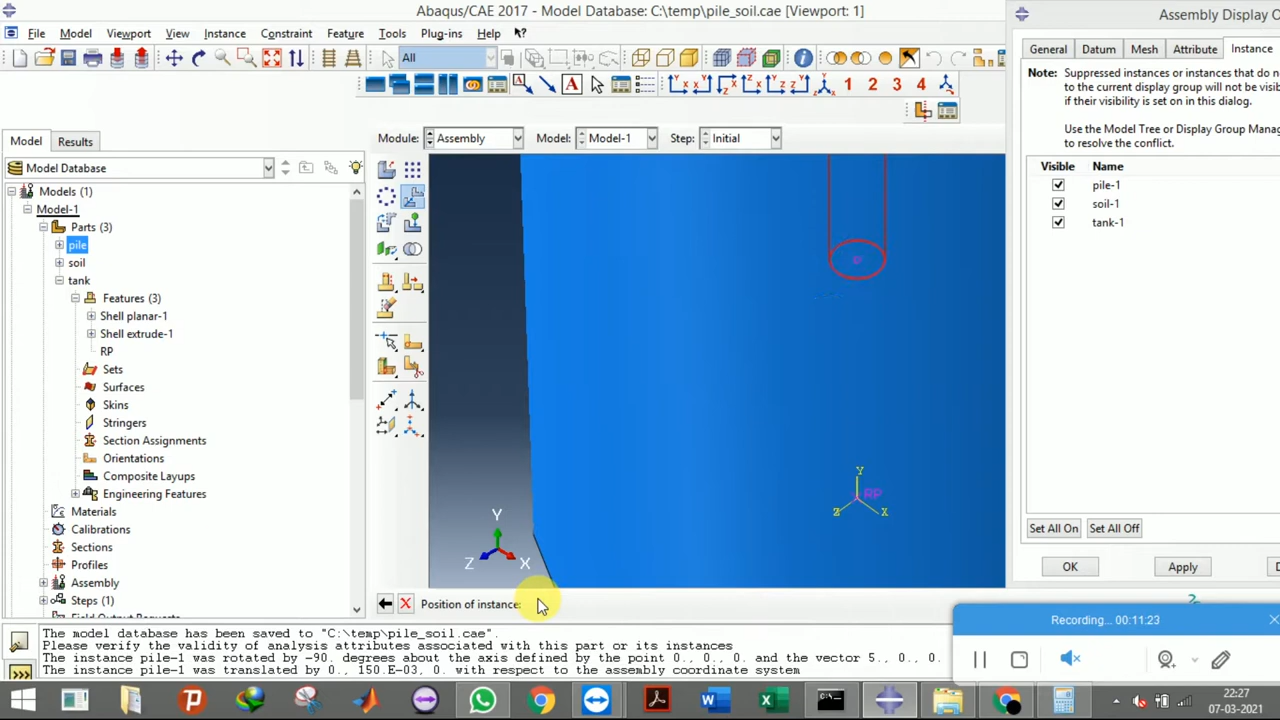 Abaqus/CAE 2017 - Model Database: C:\temp\pile_soil.cae [Viewport: 1]
Assembly Display
File Model Viewport View Instance Constraint Feature Tools Plug-ins Help
General Datum Mesh Attribute Instance
All
Note: Suppressed instances or instances that do n
to the current display group will not be visible
if their visibility is set on in this dialog.
1 2 3 4
Use the Model Tree or Display Group Mana
to resolve the conflict.
Model Results
Module: Assembly Model: Model-1 Step: Initial
Visible Name
Model Database
pile-1
Models (1)
soil-1
Model-1
tank-1
Parts (3)
pile
soil
tank
Features (3)
Shell planar-1
Shell extrude-1
RP
Sets
Surfaces
Skins
Stringers
Section Assignments
Orientations
Composite Layups
Engineering Features
Materials
Calibrations
Sections
Profiles
Assembly
Steps (1)
Field Output Requests
Y
RP
Z X
Y
Z X
Set All On Set All Off
OK Apply
Position of instance:
Recording... 00:11:23
The model database has been saved to "C:\temp\pile_soil.cae".
Please verify the validity of analysis attributes associated with this part or its instances
The instance pile-1 was rotated by -90. degrees about the axis defined by the point 0., 0., 0. and the vector 5., 0., 0.
The instance pile-1 was translated by 0., 150.E-03, 0. with respect to the assembly coordinate system
22:27
07-03-2021